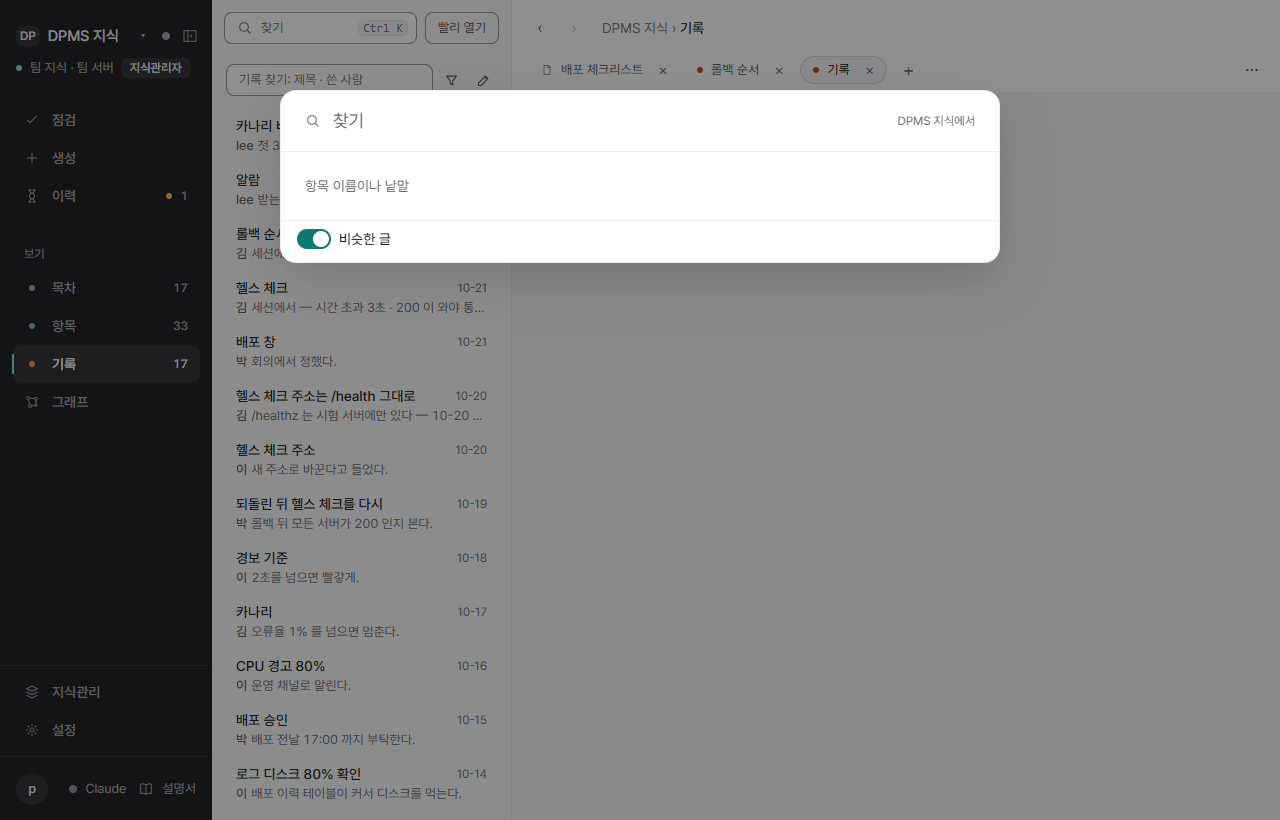 DP DPMS 지식
팀 지식 · 팀 서버 지식관리자
점검
생성
이력 1
보기
목차 17
항목 33
기록 17
그래프
지식관리
설정
p Claude 설명서
찾기 Ctrl K 빨리 열기
기록 찾기: 제목 · 쓴 사람
카나리
lee 첫
알람
lee 받는
롤백 순서
김 세션에
헬스 체크 10-21
김 세션에서 — 시간 초과 3초 · 200 이 와야 통...
배포 창 10-21
박 회의에서 정했다.
헬스 체크 주소는 /health 그대로 10-20
김 /healthz 는 시험 서버에만 있다 — 10-20 ...
헬스 체크 주소 10-20
이 새 주소로 바꾼다고 들었다.
되돌린 뒤 헬스 체크를 다시 10-19
박 롤백 뒤 모든 서버가 200 인지 본다.
경보 기준 10-18
이 2초를 넘으면 빨갛게.
카나리 10-17
김 오류율 1% 를 넘으면 멈춘다.
CPU 경고 80% 10-16
이 운영 채널로 알린다.
배포 승인 10-15
박 배포 전날 17:00 까지 부탁한다.
로그 디스크 80% 확인 10-14
이 배포 이력 테이블이 커서 디스크를 먹는다.
‹ › DPMS 지식 › 기록
배포 체크리스트 × 롤백 순서 × 기록 × + ···
찾기 DPMS 지식에서
항목 이름이나 낱말
비슷한 글